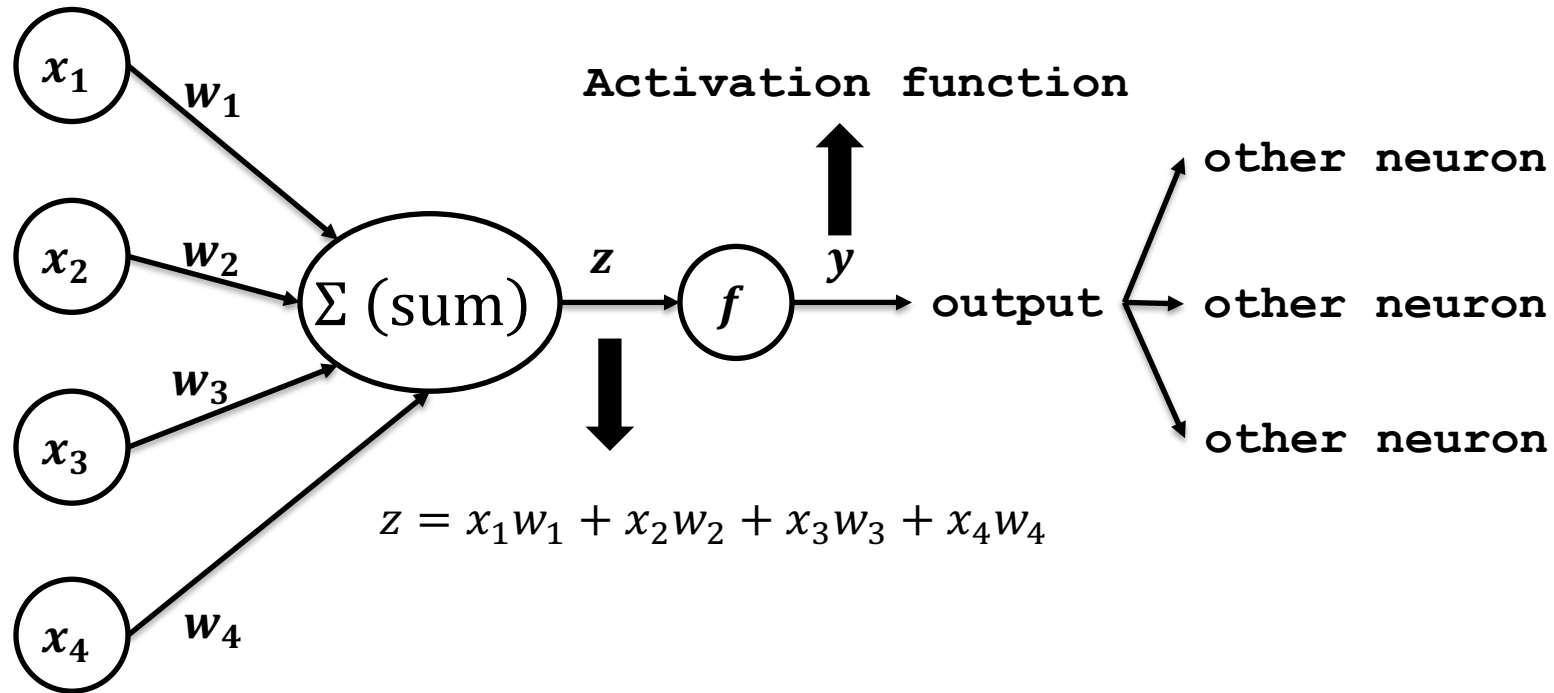 x₁
w₁
Activation function
other neuron
x₂
w₂
z
y
Σ (sum)
f
output
other neuron
x₃
w₃
other neuron
z = x₁w₁ + x₂w₂ + x₃w₃ + x₄w₄
x₄
w₄